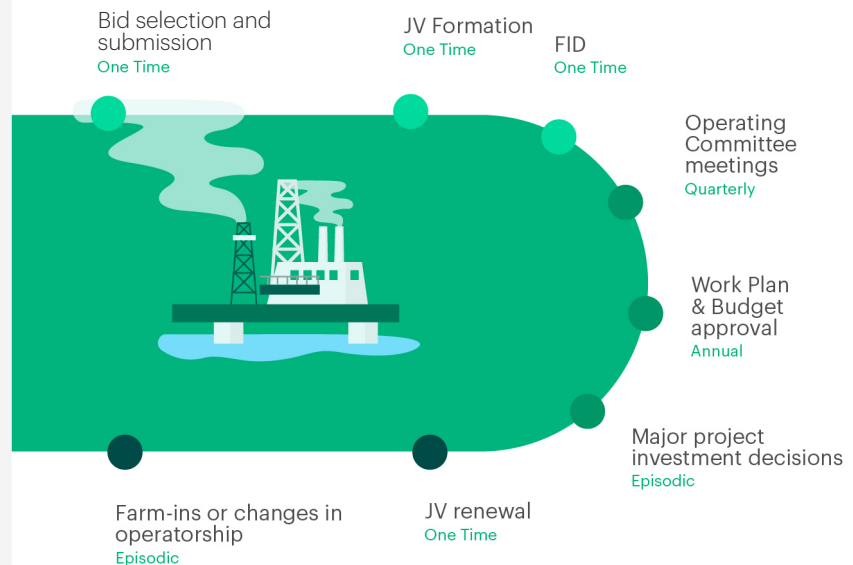 Bid selection and
submission
One Time
JV Formation
One Time
FID
One Time
Operating
Committee
meetings
Quarterly
Work Plan
& Budget
approval
Annual
Major project
investment decisions
Episodic
JV renewal
One Time
Farm-ins or changes in
operatorship
Episodic